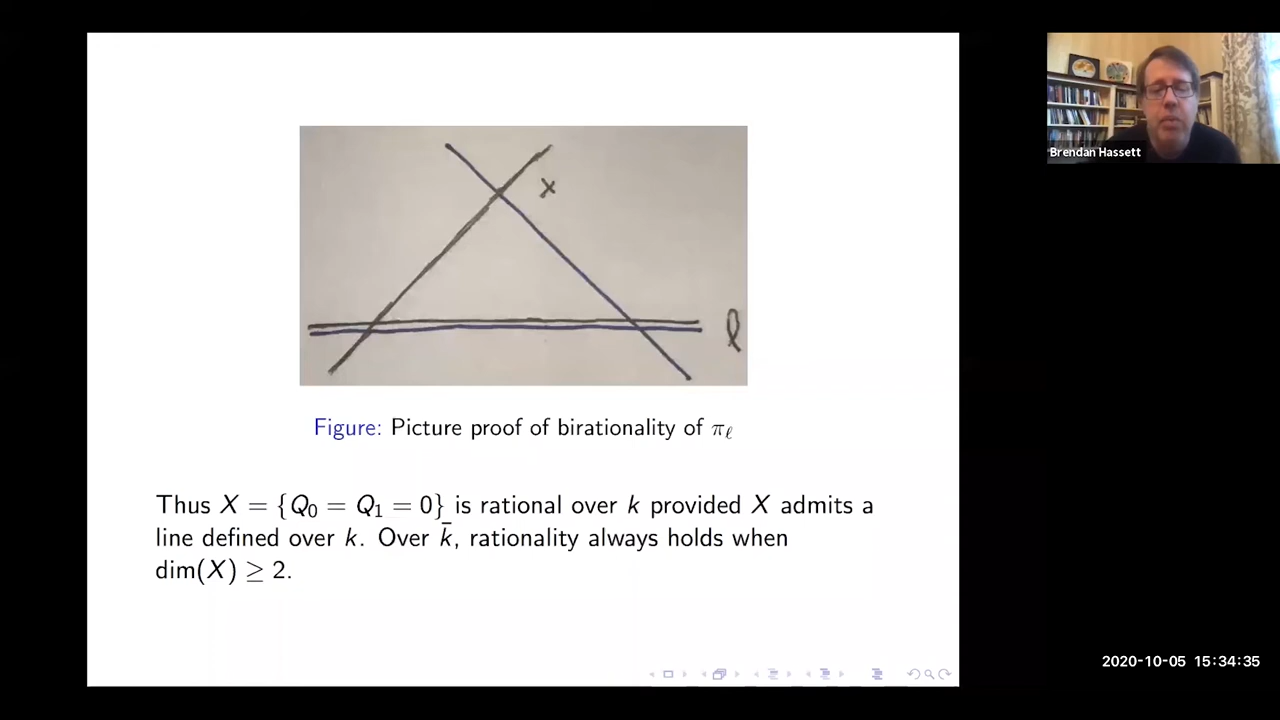 x
ℓ
Figure: Picture proof of birationality of πℓ
Thus X = {Q₀ = Q₁ = 0} is rational over k provided X admits a
line defined over k. Over k̄, rationality always holds when
dim(X) ≥ 2.
Brendan Hassett
2020-10-05 15:34:35